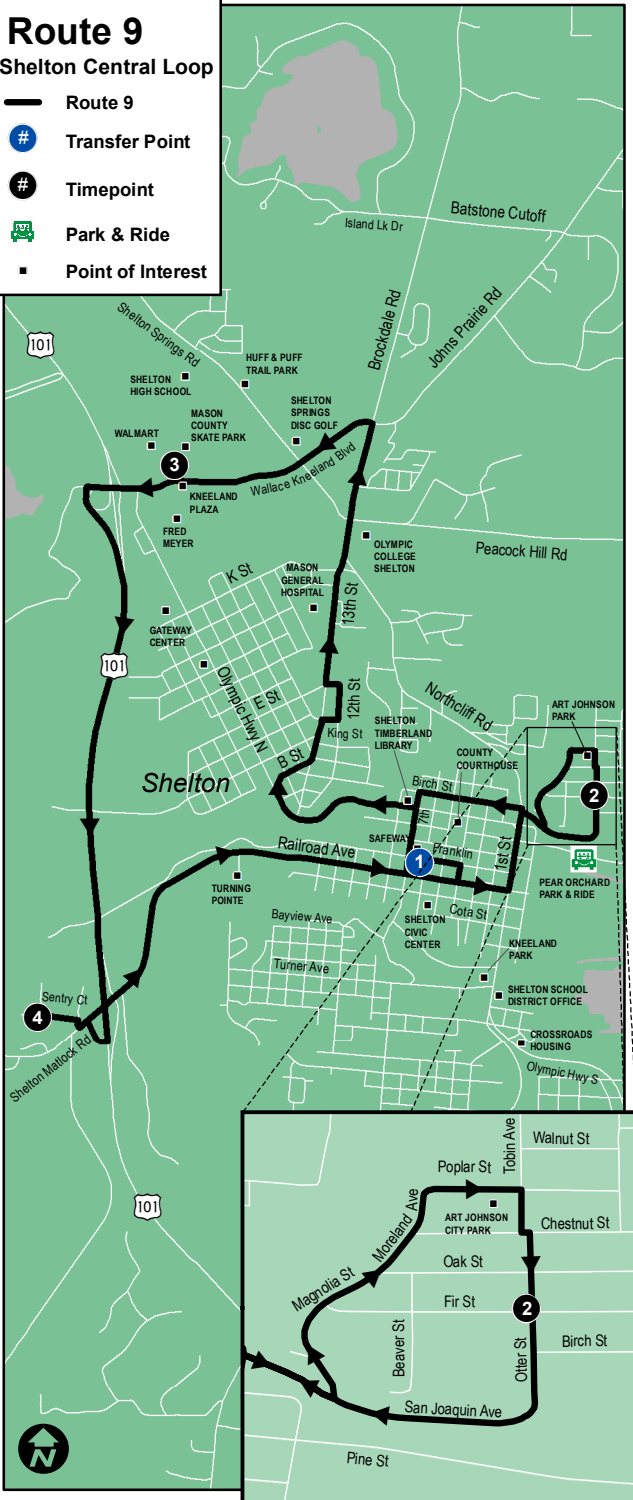 Route 9
Shelton Central Loop
Route 9
# Transfer Point
# Timepoint
Park & Ride
Point of Interest
Batstone Cutoff
Island Lk Dr
Brockdale Rd
Johns Prairie Rd
Shelton Springs Rd
101
HUFF & PUFF
TRAIL PARK
SHELTON
HIGH SCHOOL
SHELTON
SPRINGS
DISC GOLF
MASON
COUNTY
SKATE PARK
WALMART
3
Wallace Kneeland Blvd
KNEELAND
PLAZA
FRED
MEYER
OLYMPIC
COLLEGE
SHELTON
Peacock Hill Rd
K St
MASON
GENERAL
HOSPITAL
13th St
GATEWAY
CENTER
101
Olympic Hwy N
E St
12th St
King St
B St
Northcliff Rd
SHELTON
TIMBERLAND
LIBRARY
COUNTY
COURTHOUSE
ART JOHNSON
PARK
2
Shelton
Birch St
7th
SAFEWAY
Franklin
1
1st St
Railroad Ave
TURNING
POINTE
PEAR ORCHARD
PARK & RIDE
Cota St
SHELTON
CIVIC
CENTER
Bayview Ave
KNEELAND
PARK
Turner Ave
SHELTON SCHOOL
DISTRICT OFFICE
Sentry Ct
4
Shelton Matlock Rd
CROSSROADS
HOUSING
Olympic Hwy S
101
N
Tobin Ave
Walnut St
Poplar St
Moreland Ave
ART JOHNSON
CITY PARK
Chestnut St
Oak St
Magnolia St
Fir St
2
Beaver St
Otter St
Birch St
San Joaquin Ave
Pine St